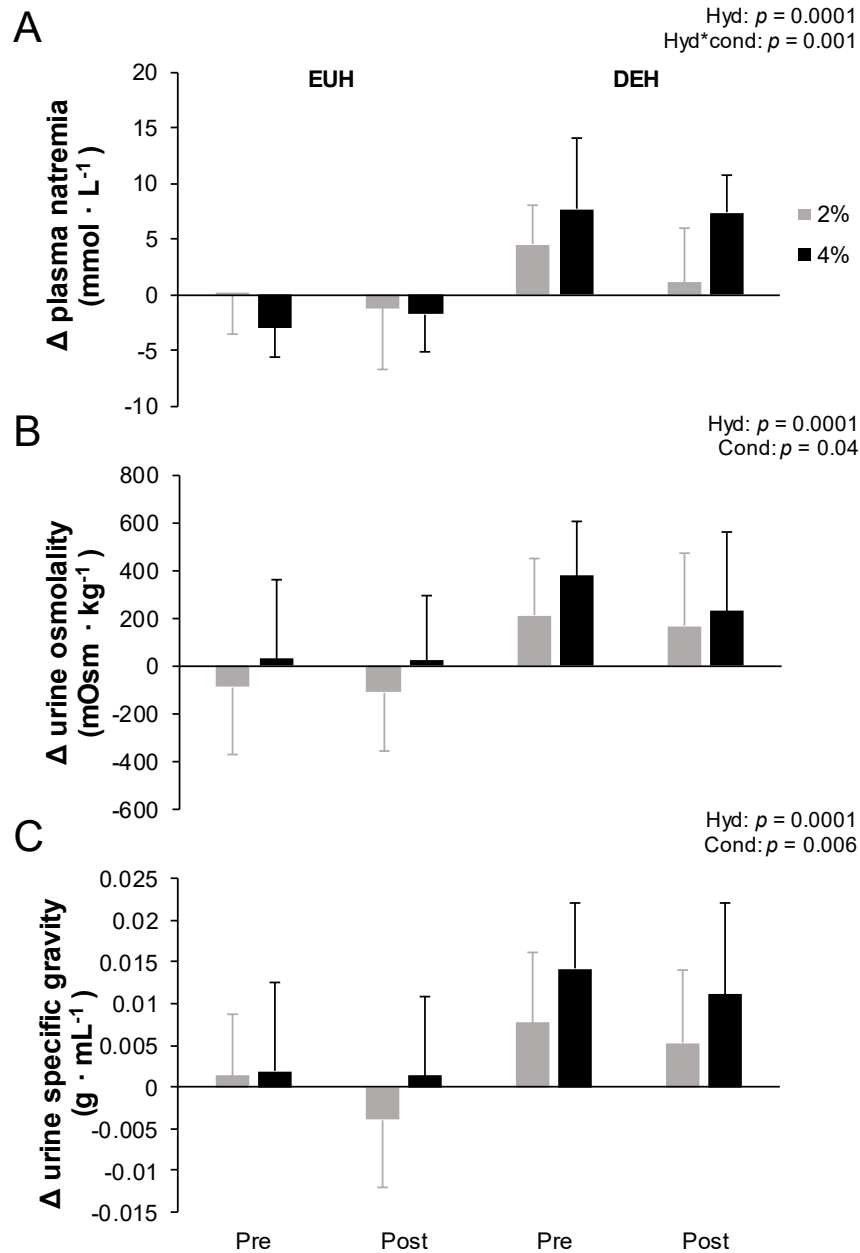 A
Hyd: p = 0.0001
Hyd*cond: p = 0.001
EUH
DEH
20
15
10
5
0
-5
-10
Δ plasma natremia
(mmol · L⁻¹)
2%
4%
B
Hyd: p = 0.0001
Cond: p = 0.04
800
600
400
200
0
-200
-400
-600
Δ urine osmolality
(mOsm · kg⁻¹)
C
Hyd: p = 0.0001
Cond: p = 0.006
0.025
0.02
0.015
0.01
0.005
0
-0.005
-0.01
-0.015
Δ urine specific gravity
(g · mL⁻¹)
Pre
Post
Pre
Post